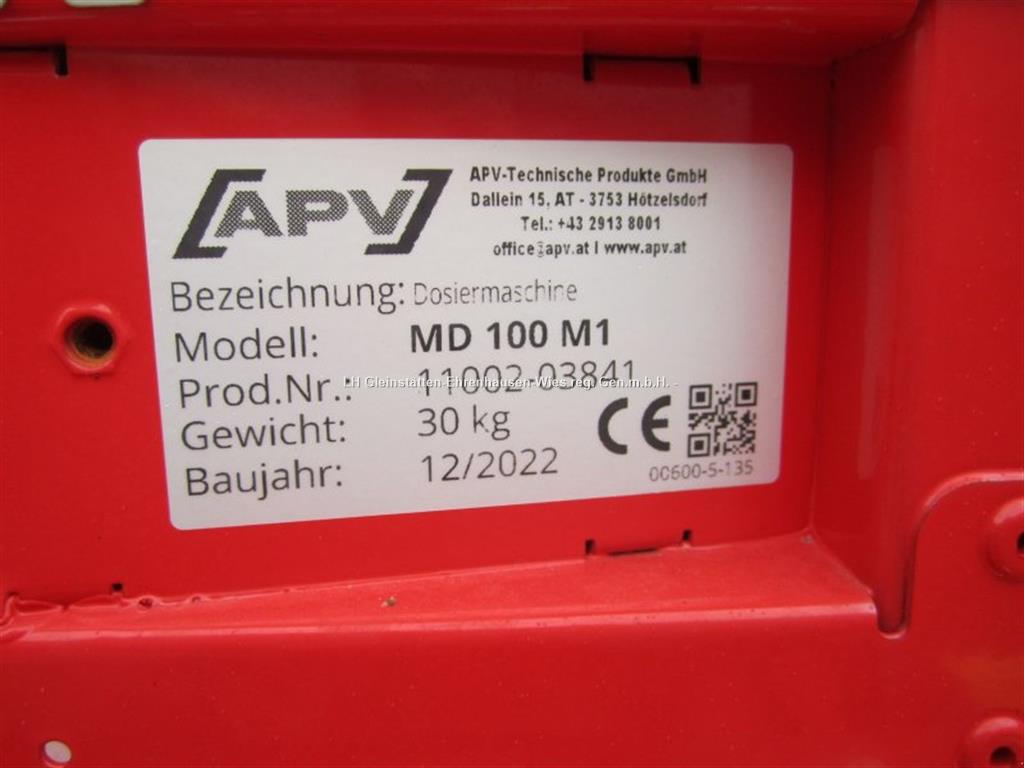 APV
APV-Technische Produkte GmbH
Dallein 15, AT - 3753 Hötzelsdorf
Tel.: +43 2913 8001
office@apv.at I www.apv.at
Bezeichnung: Dosiermaschine
Modell: MD 100 M1
Prod.Nr.: 11002-03841
LH Gleinstätten-Ehrenhausen-Wies reg. Gen.m.b.H.
Gewicht: 30 kg
Baujahr: 12/2022
CE
00600-5-135